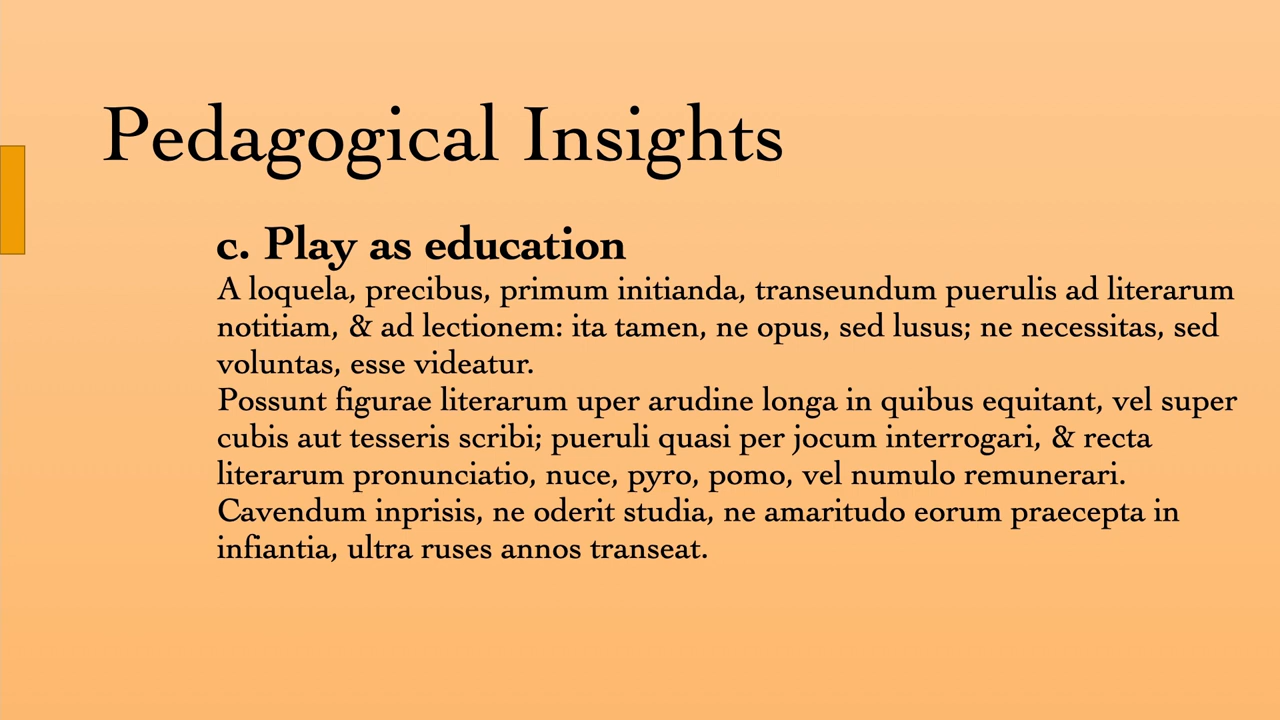 Pedagogical Insights
c. Play as education
A loquela, precibus, primum initianda, transeundum puerulis ad literarum
notitiam, & ad lectionem: ita tamen, ne opus, sed lusus; ne necessitas, sed
voluntas, esse videatur.
Possunt figurae literarum uper arudine longa in quibus equitant, vel super
cubis aut tesseris scribi; pueruli quasi per jocum interrogari, & recta
literarum pronunciatio, nuce, pyro, pomo, vel numulo remunerari.
Cavendum inprisis, ne oderit studia, ne amaritudo eorum praecepta in
infiantia, ultra ruses annos transeat.